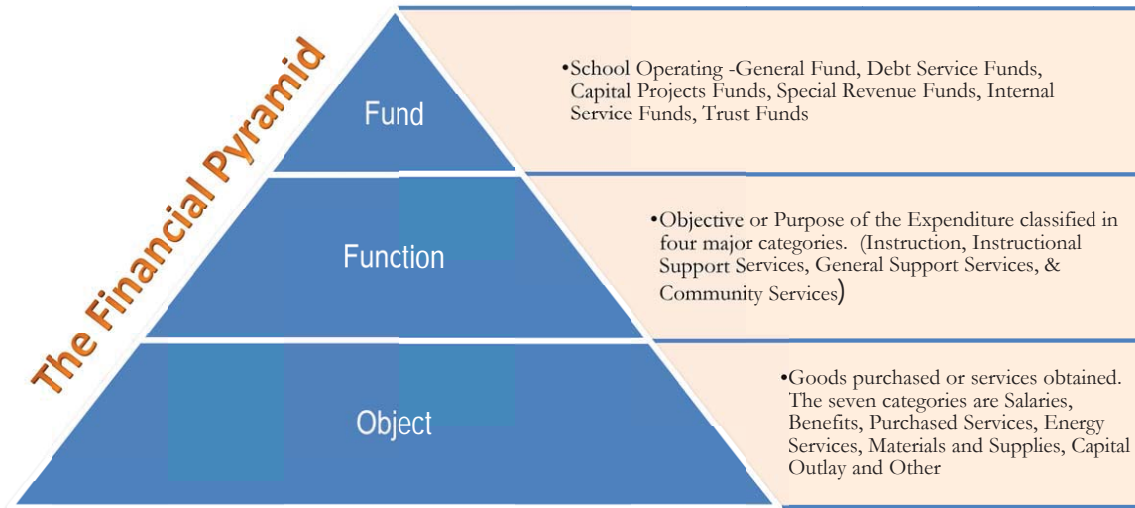 The Financial Pyramid
Fund
•School Operating -General Fund, Debt Service Funds,
Capital Projects Funds, Special Revenue Funds, Internal
Service Funds, Trust Funds
Function
•Objective or Purpose of the Expenditure classified in
four major categories. (Instruction, Instructional
Support Services, General Support Services, &
Community Services)
Object
•Goods purchased or services obtained.
The seven categories are Salaries,
Benefits, Purchased Services, Energy
Services, Materials and Supplies, Capital
Outlay and Other